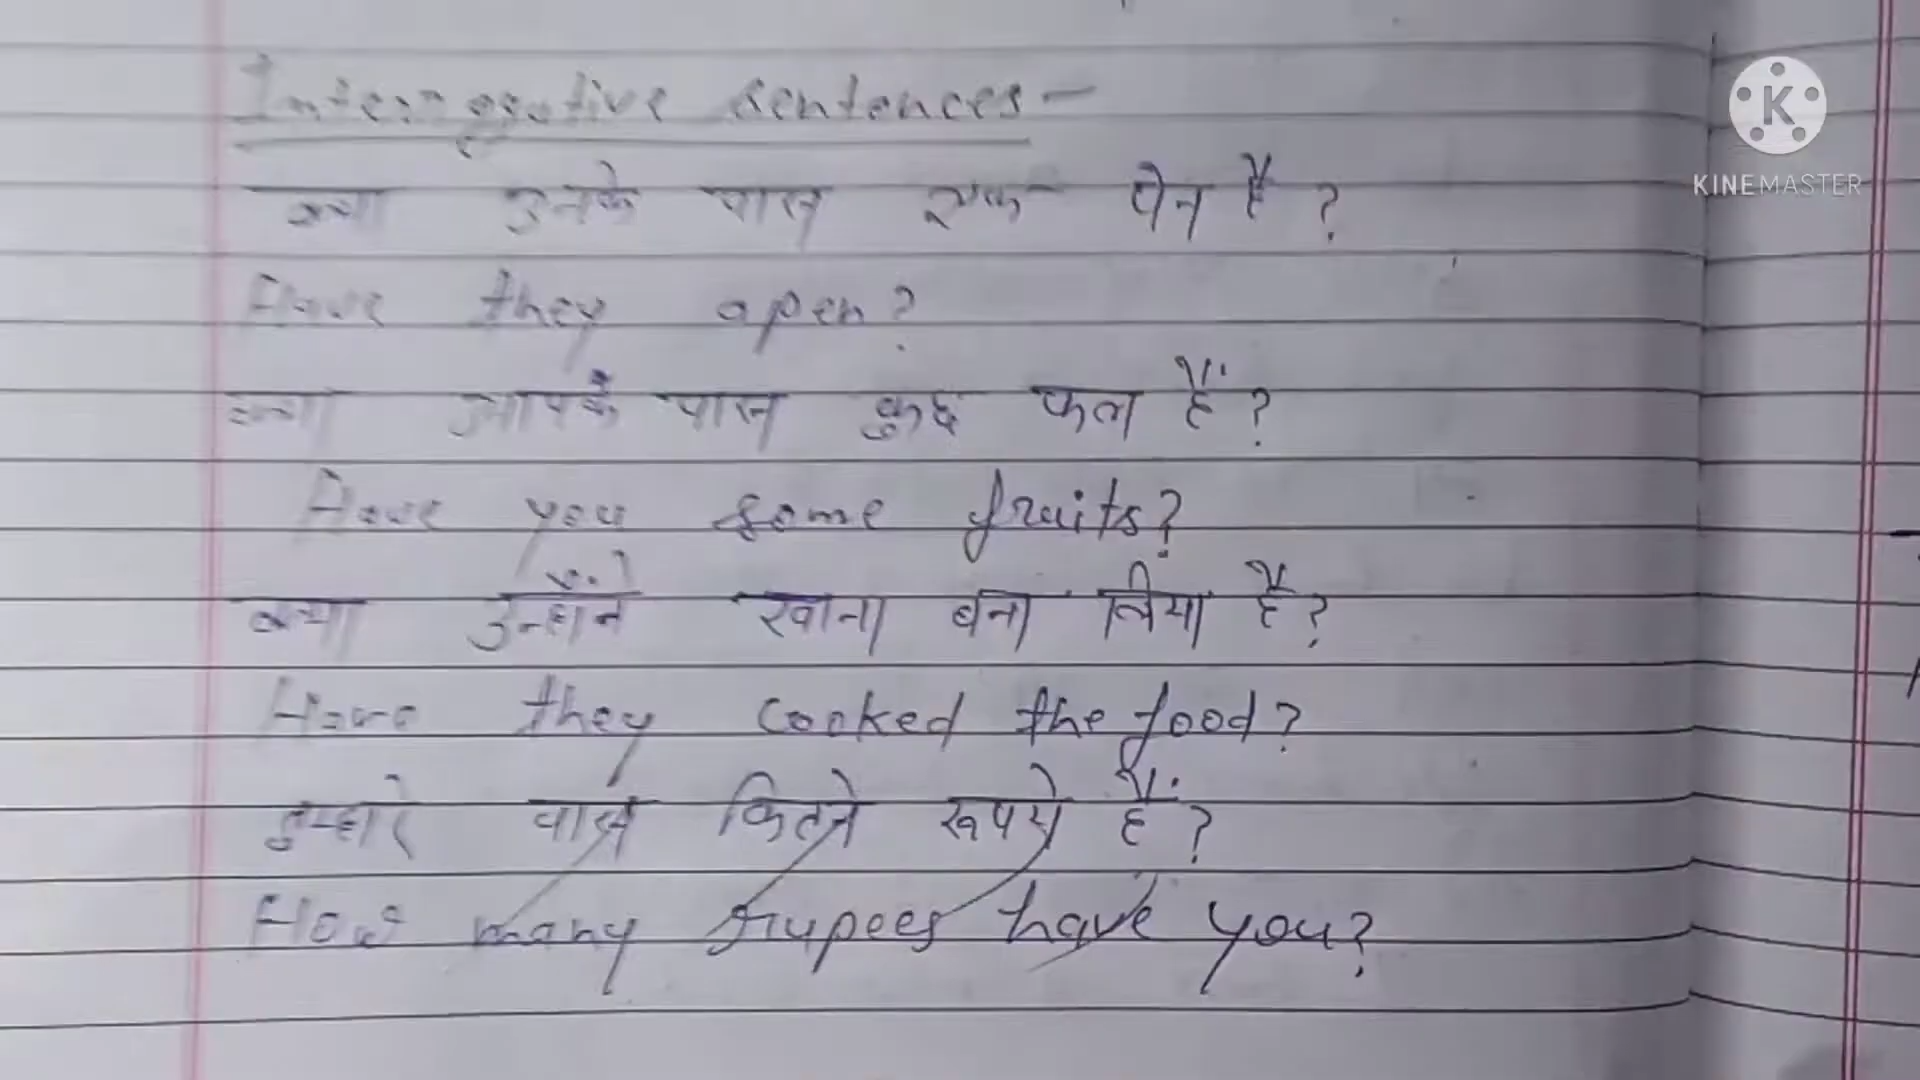 Interrogative sentences -
क्या उनके पास एक पेन है ?
Have they apen?
क्या आपके पास कुछ फल हैं ?
Have you some fruits?
क्या उन्होंने खाना बना लिया है ?
Have they cooked the food?
तुम्हारे पास कितने रूपये हैं ?
How many rupees have you?
K
KINEMASTER